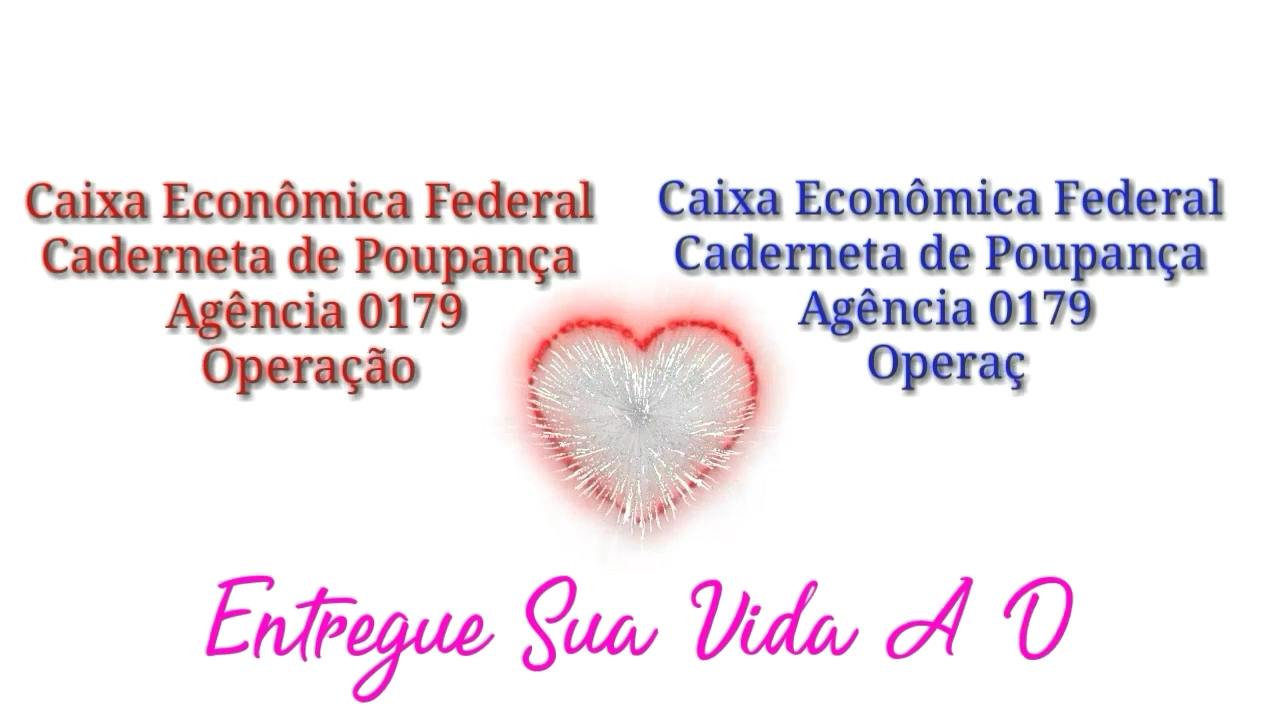 Caixa Econômica Federal
Caderneta de Poupança
Agência 0179
Operação
Caixa Econômica Federal
Caderneta de Poupança
Agência 0179
Operaç
Entregue Sua Vida A D